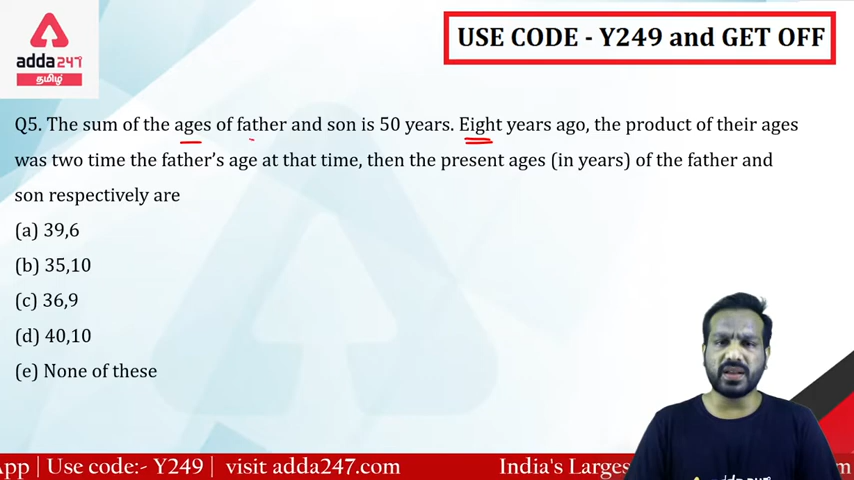 USE CODE - Y249 and GET OFF
adda247
தமிழ்
Q5. The sum of the ages of father and son is 50 years. Eight years ago, the product of their ages
was two time the father's age at that time, then the present ages (in years) of the father and
son respectively are
(a) 39,6
(b) 35,10
(c) 36,9
(d) 40,10
(e) None of these
App | Use code:- Y249 | visit adda247.com India's Larges